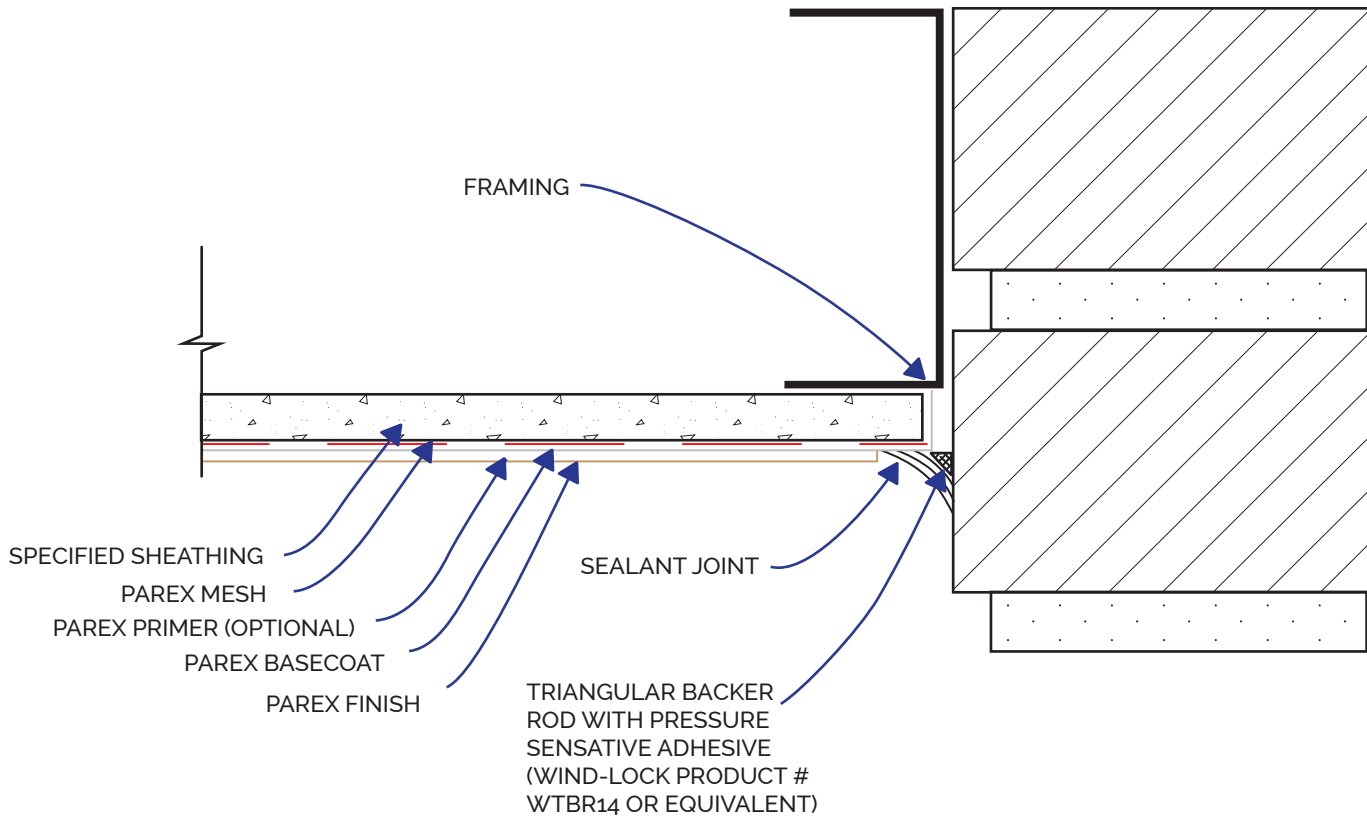 FRAMING
SPECIFIED SHEATHING
PAREX MESH
PAREX PRIMER (OPTIONAL)
PAREX BASECOAT
PAREX FINISH
SEALANT JOINT
TRIANGULAR BACKER
ROD WITH PRESSURE
SENSATIVE ADHESIVE
(WIND-LOCK PRODUCT #
WTBR14 OR EQUIVALENT)